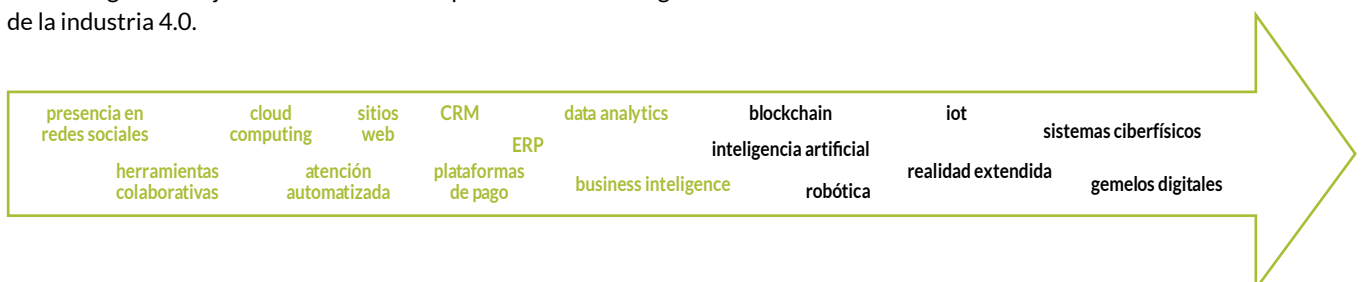 de la industria 4.0.
presencia en
redes sociales
cloud
computing
sitios
web
CRM
data analytics
blockchain
iot
sistemas ciberfísicos
ERP
inteligencia artificial
herramientas
colaborativas
atención
automatizada
plataformas
de pago
business inteligence
robótica
realidad extendida
gemelos digitales